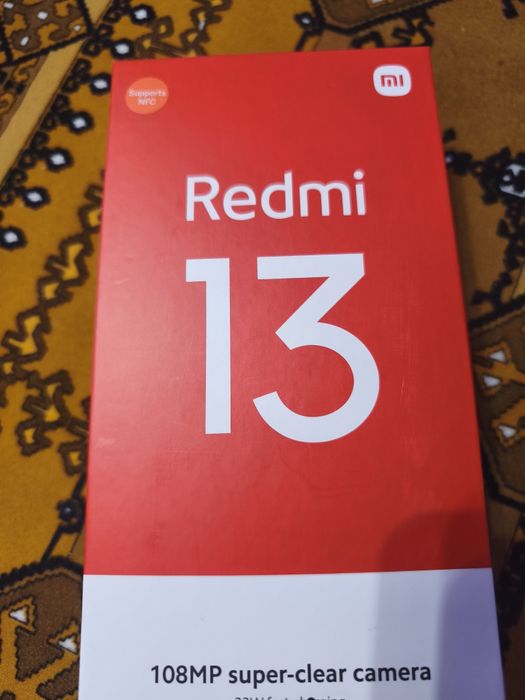 Supports
NFC
mi
Redmi
13
108MP super-clear camera